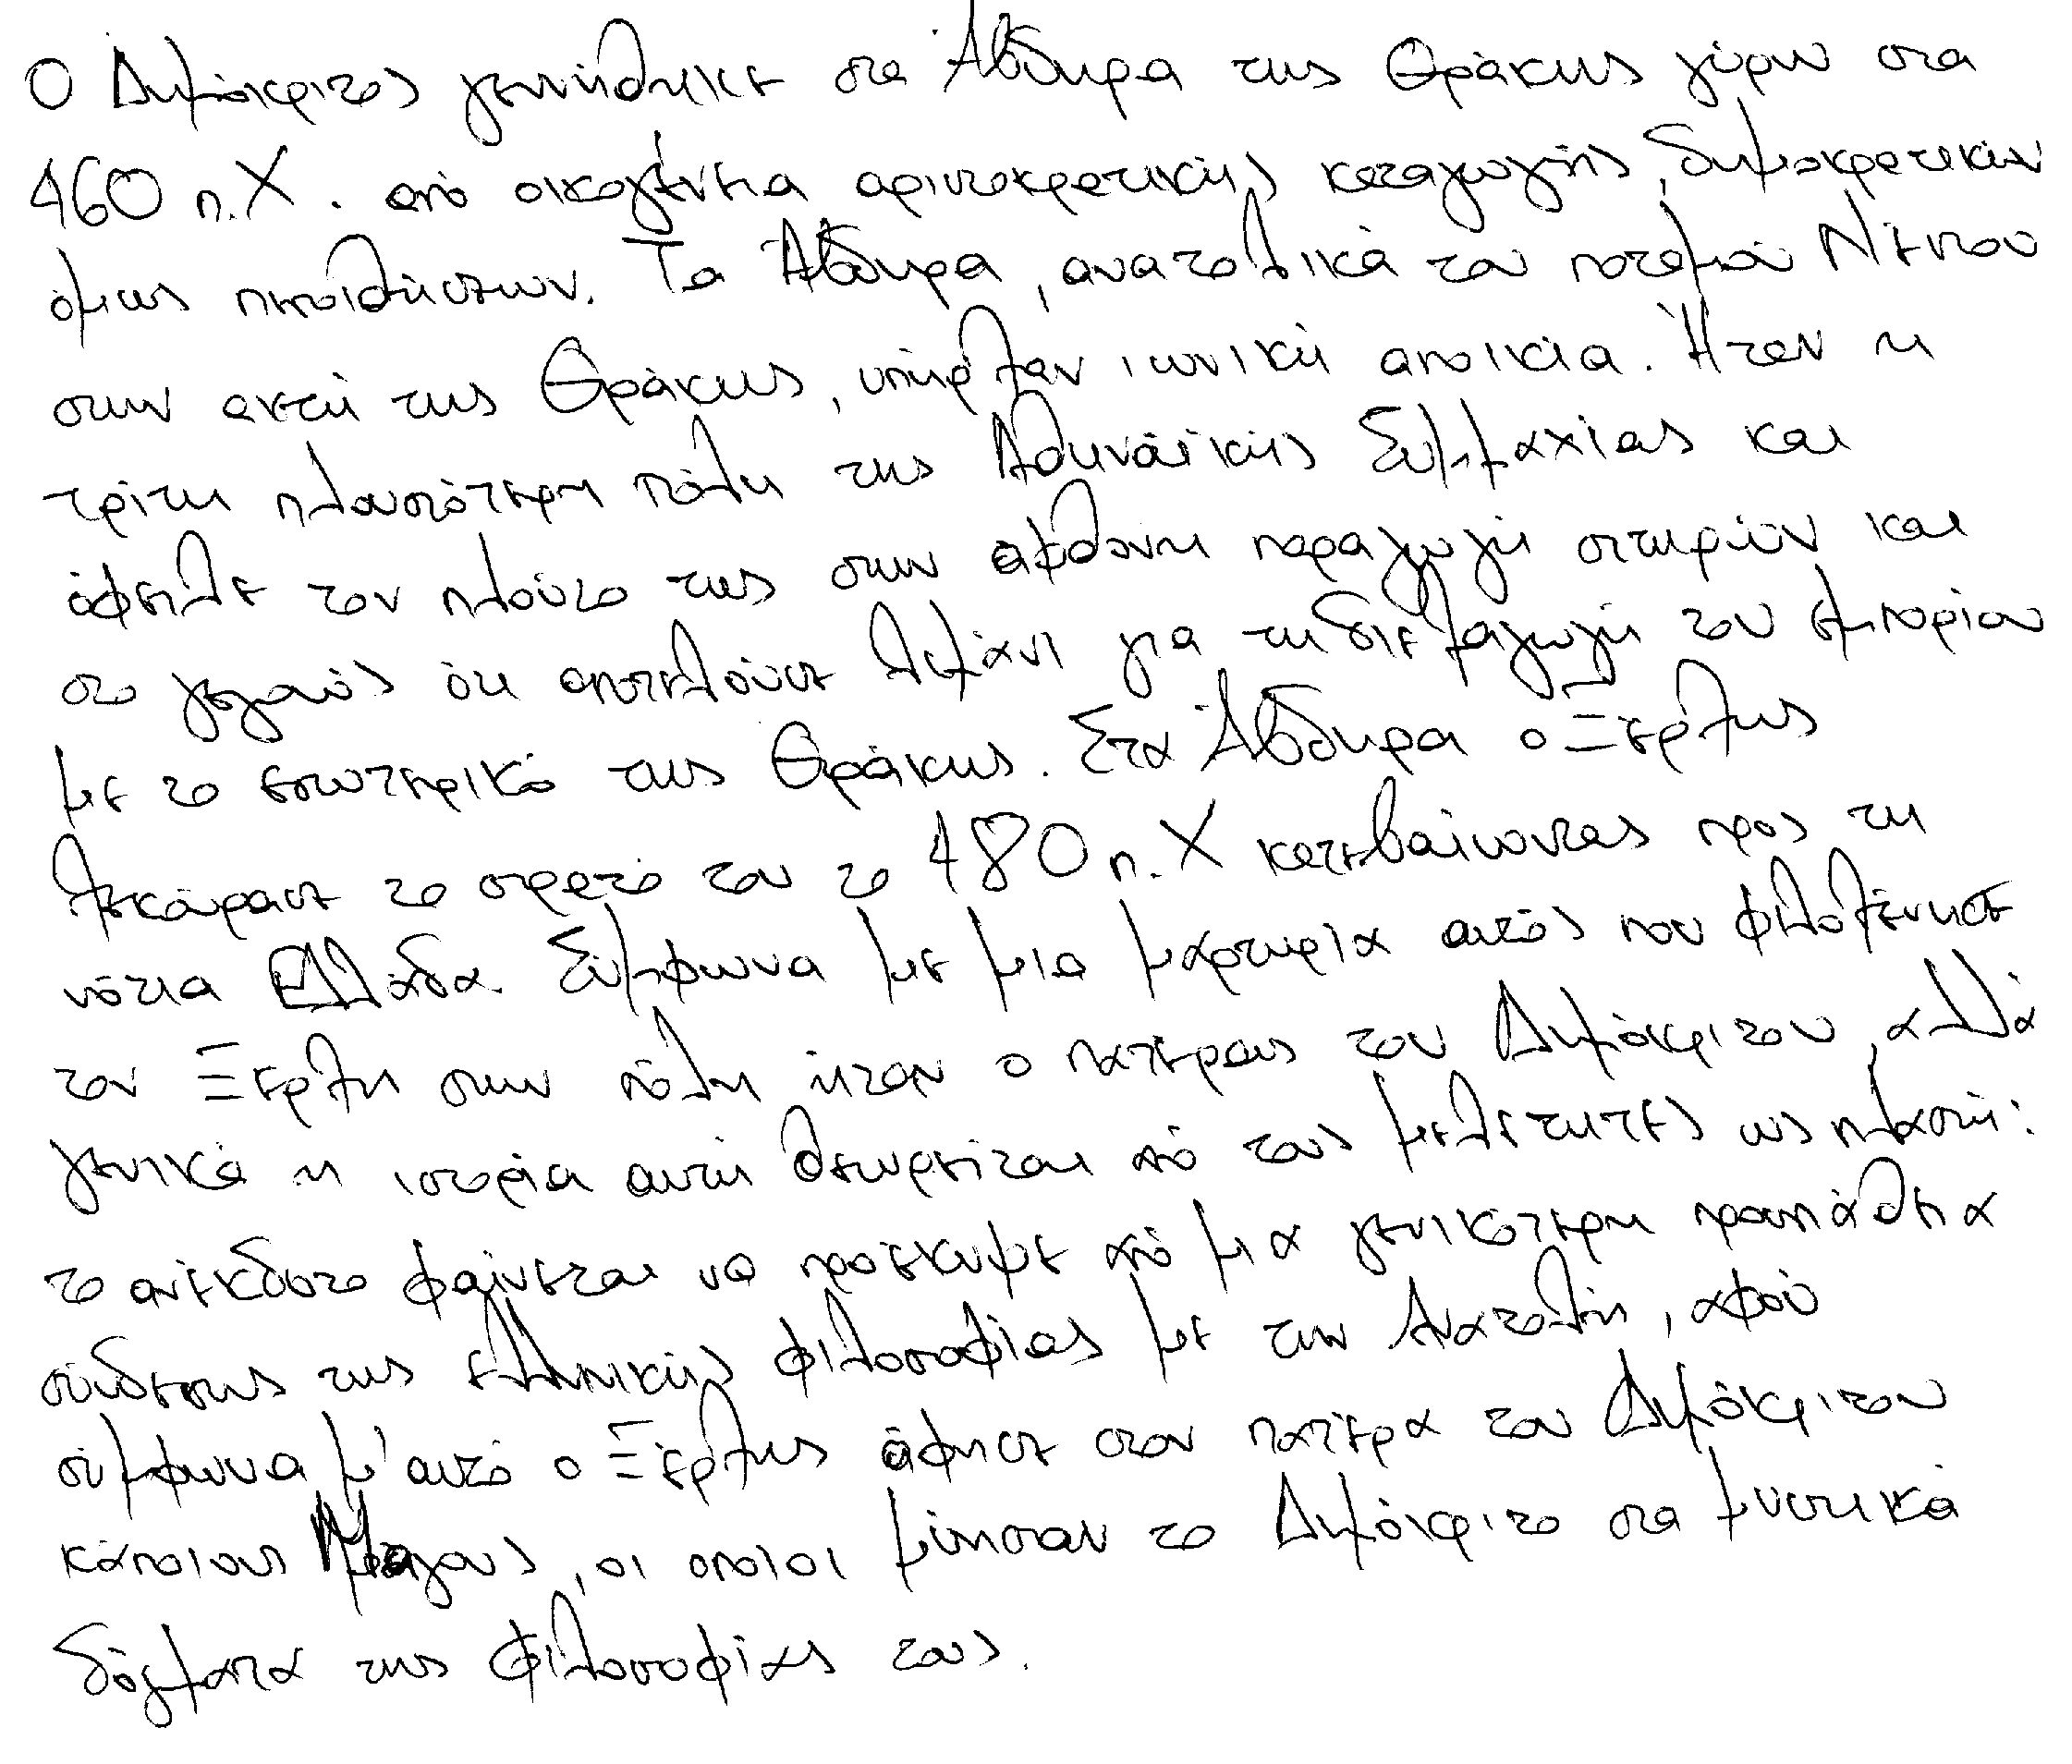 Ο Δημόκριτος γεννήθηκε στα Άβδηρα της Θράκης γύρω στα
460 π.Χ. από οικογένεια αριστοκρατικής καταγωγής, δημοκρατικών
όμως πεποιθήσεων. Τα Άβδηρα, ανατολικά του ποταμού Νέστου
στην ακτή της Θράκης, υπήρξαν ιωνική αποικία. Ήταν η
τρίτη πλουσιότερη πόλη της Αθηναϊκής Συμμαχίας και
όφειλε τον πλούτο της στην άφθονη παραγωγή σιτηρών και
στο γεγονός ότι αποτελούσε λιμάνι για τη διεξαγωγή του εμπορίου
με το εσωτερικό της Θράκης. Στα Άβδηρα ο Ξέρξης
ξεκούρασε το στρατό του το 480 π.Χ κατεβαίνοντας προς τη
νότια Ελλάδα. Σύμφωνα με μια μαρτυρία αυτός που φιλοξένησε
τον Ξέρξη στην πόλη ήταν ο πατέρας του Δημόκριτου, αλλά
γενικά η ιστορία αυτή θεωρείται από τους μελετητές ως πλαστή:
το ανέκδοτο φαίνεται να προέκυψε από μια γενικότερη προσπάθεια
σύνδεσης της ελληνικής φιλοσοφίας με την Ανατολή, αφού
σύμφωνα μ' αυτό ο Ξέρξης άφησε στον πατέρα του Δημόκριτου
κάποιους Μάγους, οι οποίοι μύησαν το Δημόκριτο στα μυστικά
δόγματα της φιλοσοφίας τους.